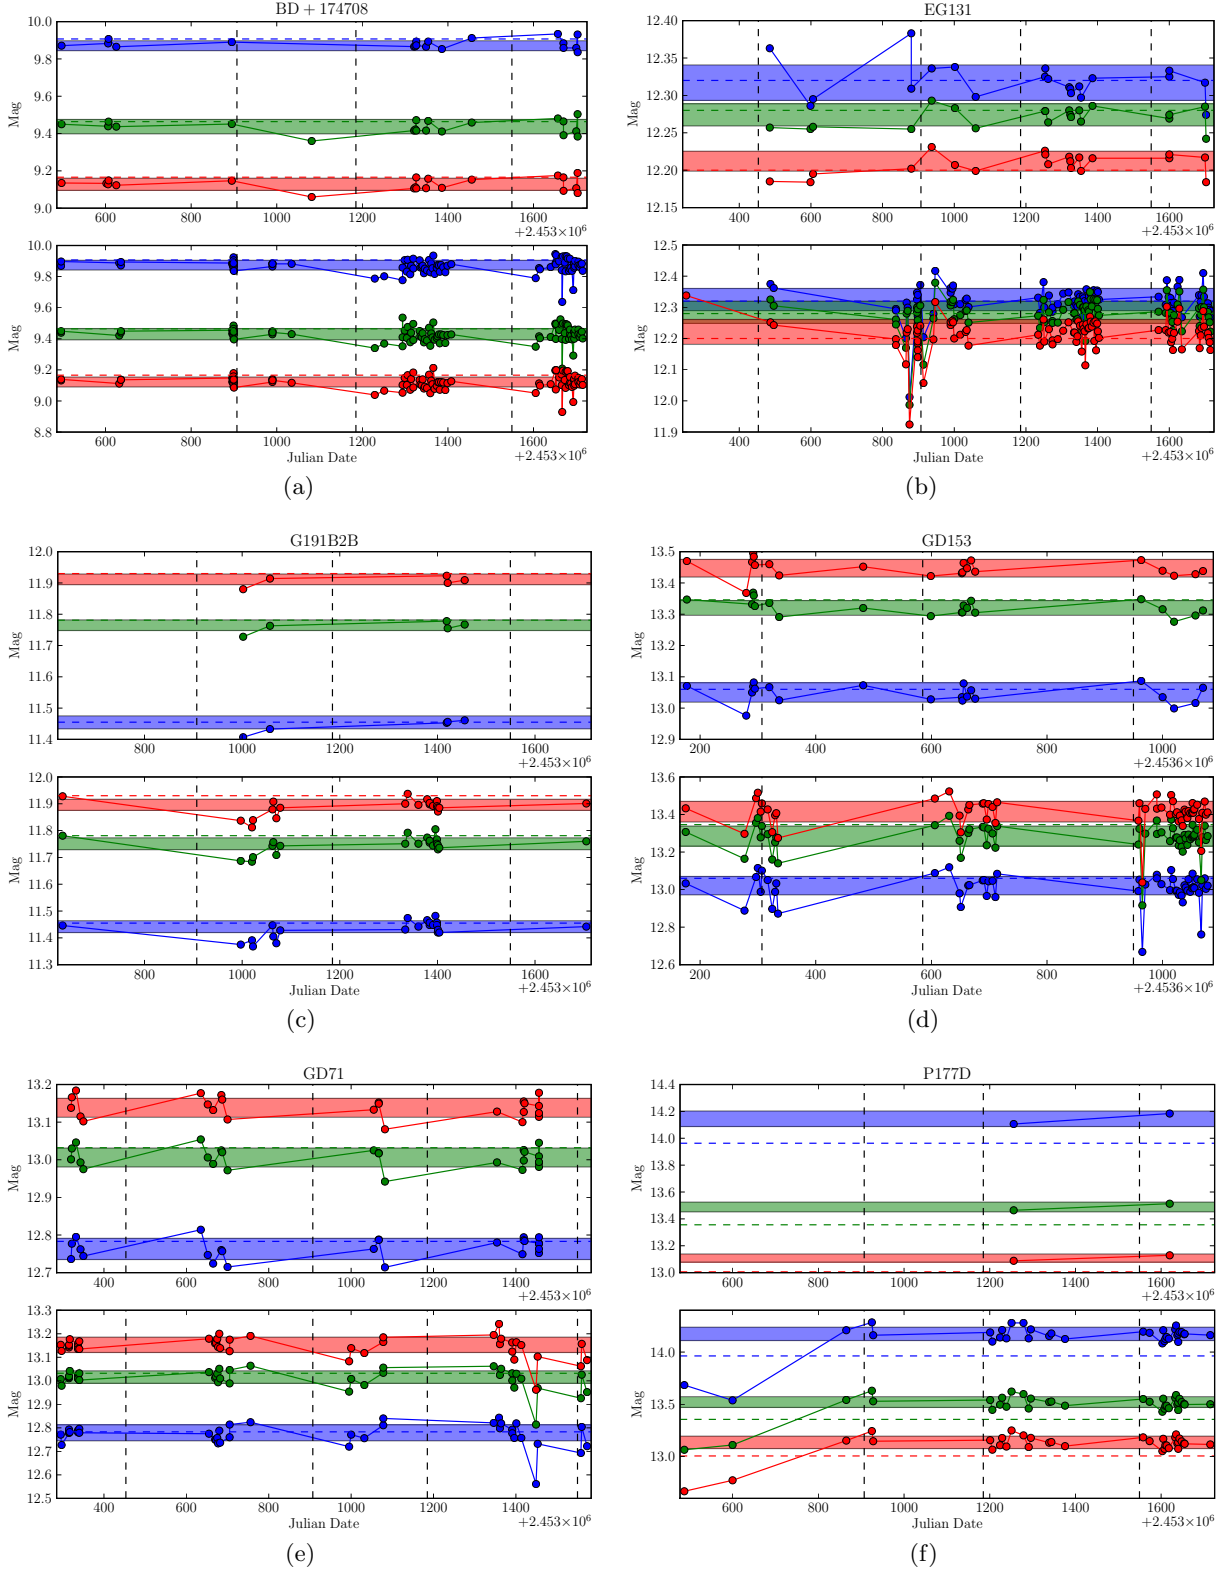 BD + 174708
10.0
9.8
9.6
9.4
9.2
9.0
Mag
600 800 1000 1200 1400 1600
+2.453×10⁶
10.0
9.8
9.6
9.4
9.2
9.0
8.8
Mag
600 800 1000 1200 1400 1600
Julian Date
+2.453×10⁶
(a)
EG131
12.40
12.35
12.30
12.25
12.20
12.15
Mag
400 600 800 1000 1200 1400 1600
+2.453×10⁶
12.5
12.4
12.3
12.2
12.1
12.0
11.9
Mag
400 600 800 1000 1200 1400 1600
Julian Date
+2.453×10⁶
(b)
G191B2B
12.0
11.9
11.8
11.7
11.6
11.5
11.4
Mag
800 1000 1200 1400 1600
+2.453×10⁶
12.0
11.9
11.8
11.7
11.6
11.5
11.4
11.3
Mag
800 1000 1200 1400 1600
Julian Date
+2.453×10⁶
(c)
GD153
13.5
13.4
13.3
13.2
13.1
13.0
12.9
Mag
200 400 600 800 1000
+2.4536×10⁶
13.6
13.4
13.2
13.0
12.8
12.6
Mag
200 400 600 800 1000
Julian Date
+2.4536×10⁶
(d)
GD71
13.2
13.1
13.0
12.9
12.8
12.7
Mag
400 600 800 1000 1200 1400
+2.453×10⁶
13.3
13.2
13.1
13.0
12.9
12.8
12.7
12.6
12.5
Mag
400 600 800 1000 1200 1400
Julian Date
+2.453×10⁶
(e)
P177D
14.4
14.2
14.0
13.8
13.6
13.4
13.2
13.0
Mag
600 800 1000 1200 1400 1600
+2.453×10⁶
14.0
13.5
13.0
Mag
600 800 1000 1200 1400 1600
Julian Date
+2.453×10⁶
(f)